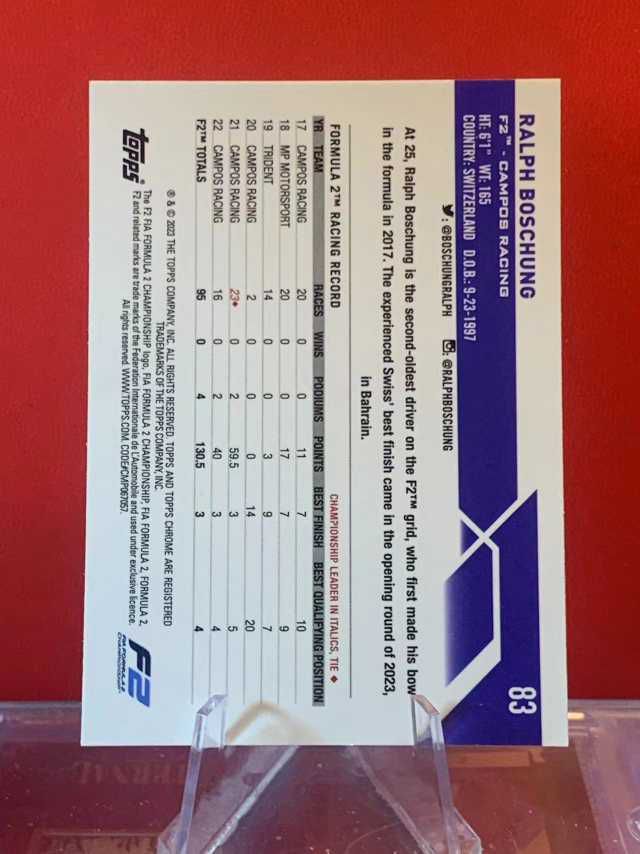 RALPH BOSCHUNG
83
F2™ - CAMPOS RACING
HT: 6'1" WT: 165
COUNTRY: SWITZERLAND D.O.B.: 9-23-1997
: @BOSCHUNGRALPH : @RALPHBOSCHUNG
At 25, Ralph Boschung is the second-oldest driver on the F2™ grid, who first made his bow
in the formula in 2017. The experienced Swiss' best finish came in the opening round of 2023,
in Bahrain.
FORMULA 2™ RACING RECORD CHAMPIONSHIP LEADER IN ITALICS, TIE ♦
YR TEAM RACES WINS PODIUMS POINTS BEST FINISH BEST QUALIFYING POSITION
17 CAMPOS RACING 20 0 0 11 7 10
18 MP MOTORSPORT 20 0 0 17 7 9
19 TRIDENT 14 0 0 3 9 7
20 CAMPOS RACING 2 0 0 0 14 20
21 CAMPOS RACING 23♦ 0 2 59.5 3 5
22 CAMPOS RACING 16 0 2 40 3 4
F2™ TOTALS 95 0 4 130.5 3 4
® & © 2023 THE TOPPS COMPANY, INC. ALL RIGHTS RESERVED. TOPPS AND TOPPS CHROME ARE REGISTERED
TRADEMARKS OF THE TOPPS COMPANY, INC.
The F2 FIA FORMULA 2 CHAMPIONSHIP logo, FIA FORMULA 2 CHAMPIONSHIP, FIA FORMULA 2, FORMULA 2,
F2 and related marks are trade marks of the Federation Internationale de L'Automobile and used under exclusive licence.
All rights reserved. WWW.TOPPS.COM. CODE#CMP067057.
topps®
F2
FIA FORMULA 2
CHAMPIONSHIP™